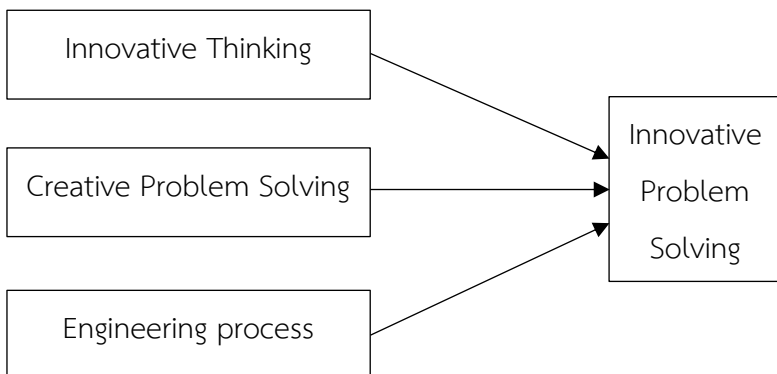 Innovative Thinking
Creative Problem Solving
Engineering process
Innovative
Problem
Solving